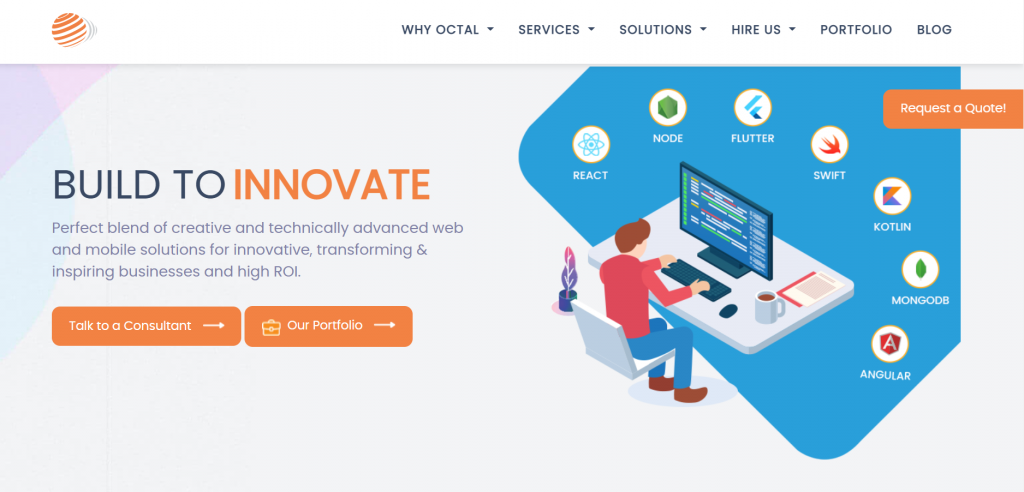 WHY OCTAL
SERVICES
SOLUTIONS
HIRE US
PORTFOLIO
BLOG
Request a Quote!
BUILD TO INNOVATE
Perfect blend of creative and technically advanced web
and mobile solutions for innovative, transforming &
inspiring businesses and high ROI.
Talk to a Consultant
Our Portfolio
REACT
NODE
FLUTTER
SWIFT
KOTLIN
MONGODB
ANGULAR